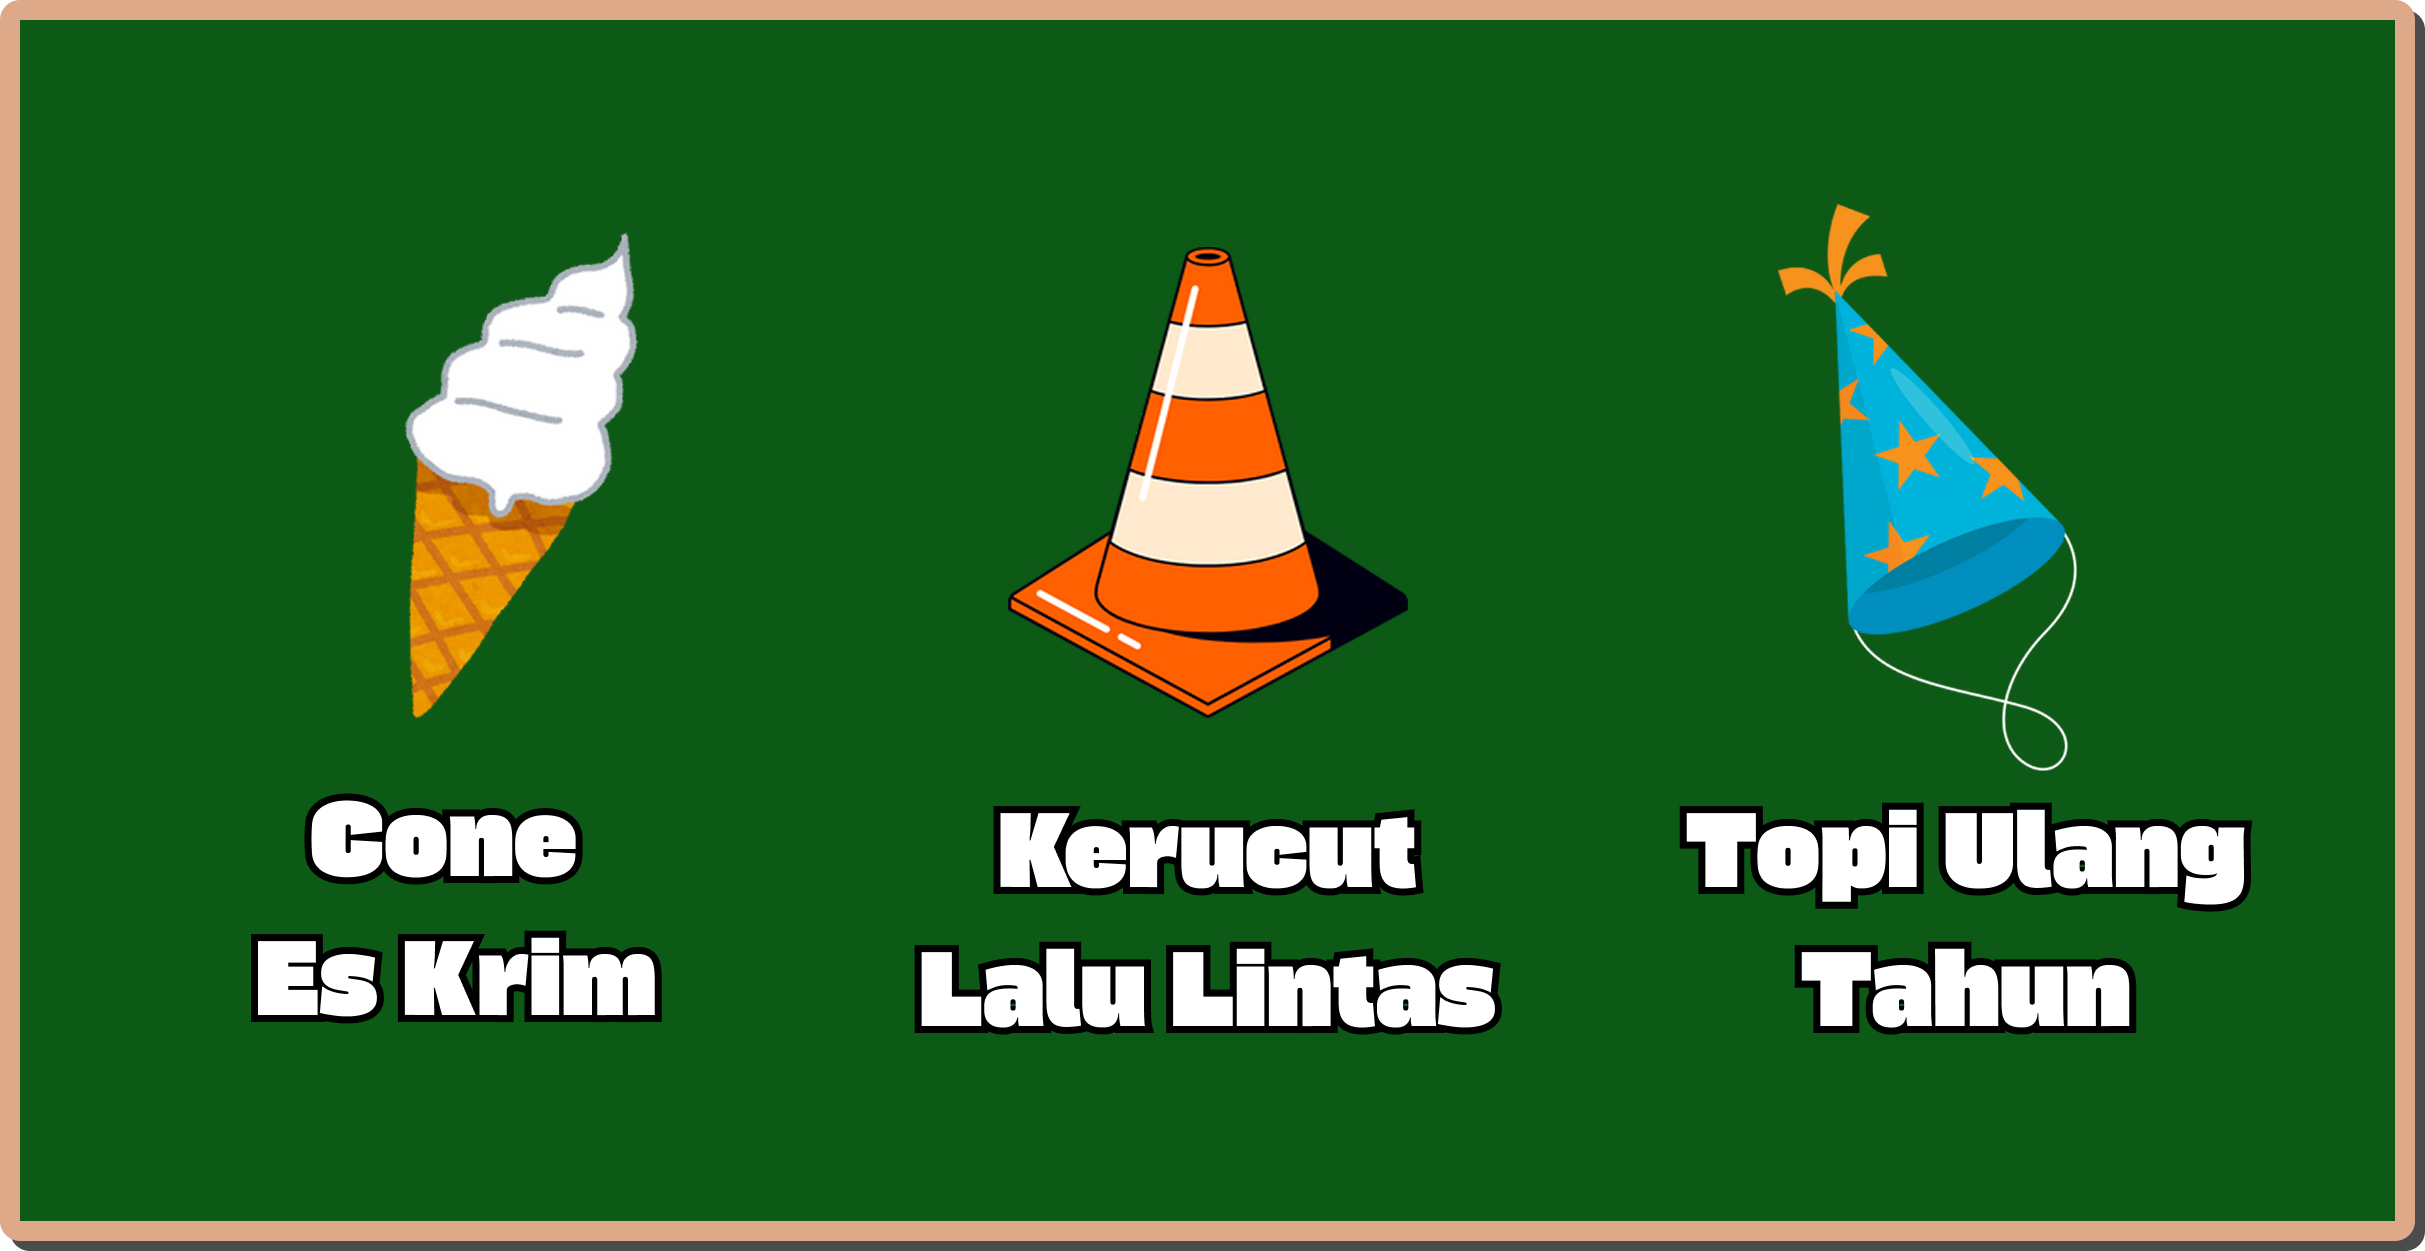 Cone
Es Krim
Kerucut
Lalu Lintas
Topi Ulang
Tahun